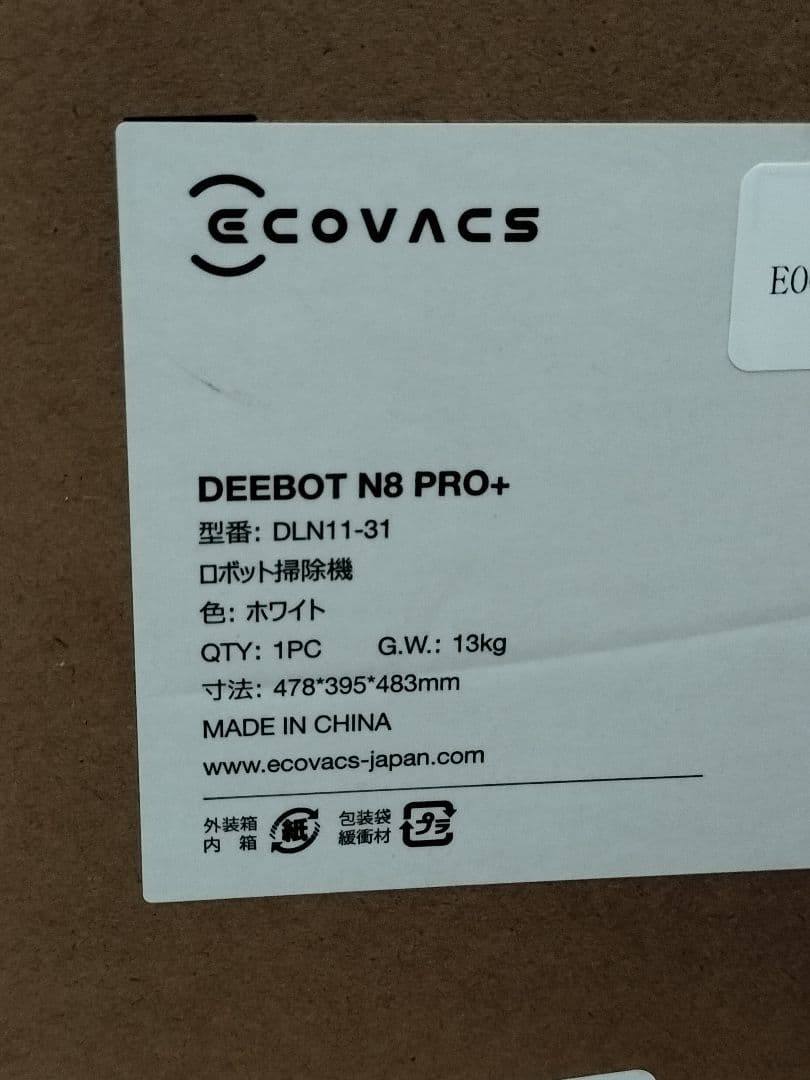 ECOVACS
E0
DEEBOT N8 PRO+
型番: DLN11-31
ロボット掃除機
色: ホワイト
QTY: 1PC G.W.: 13kg
寸法: 478*395*483mm
MADE IN CHINA
www.ecovacs-japan.com
外装箱 紙 包装袋 プラ
内 箱 緩衝材